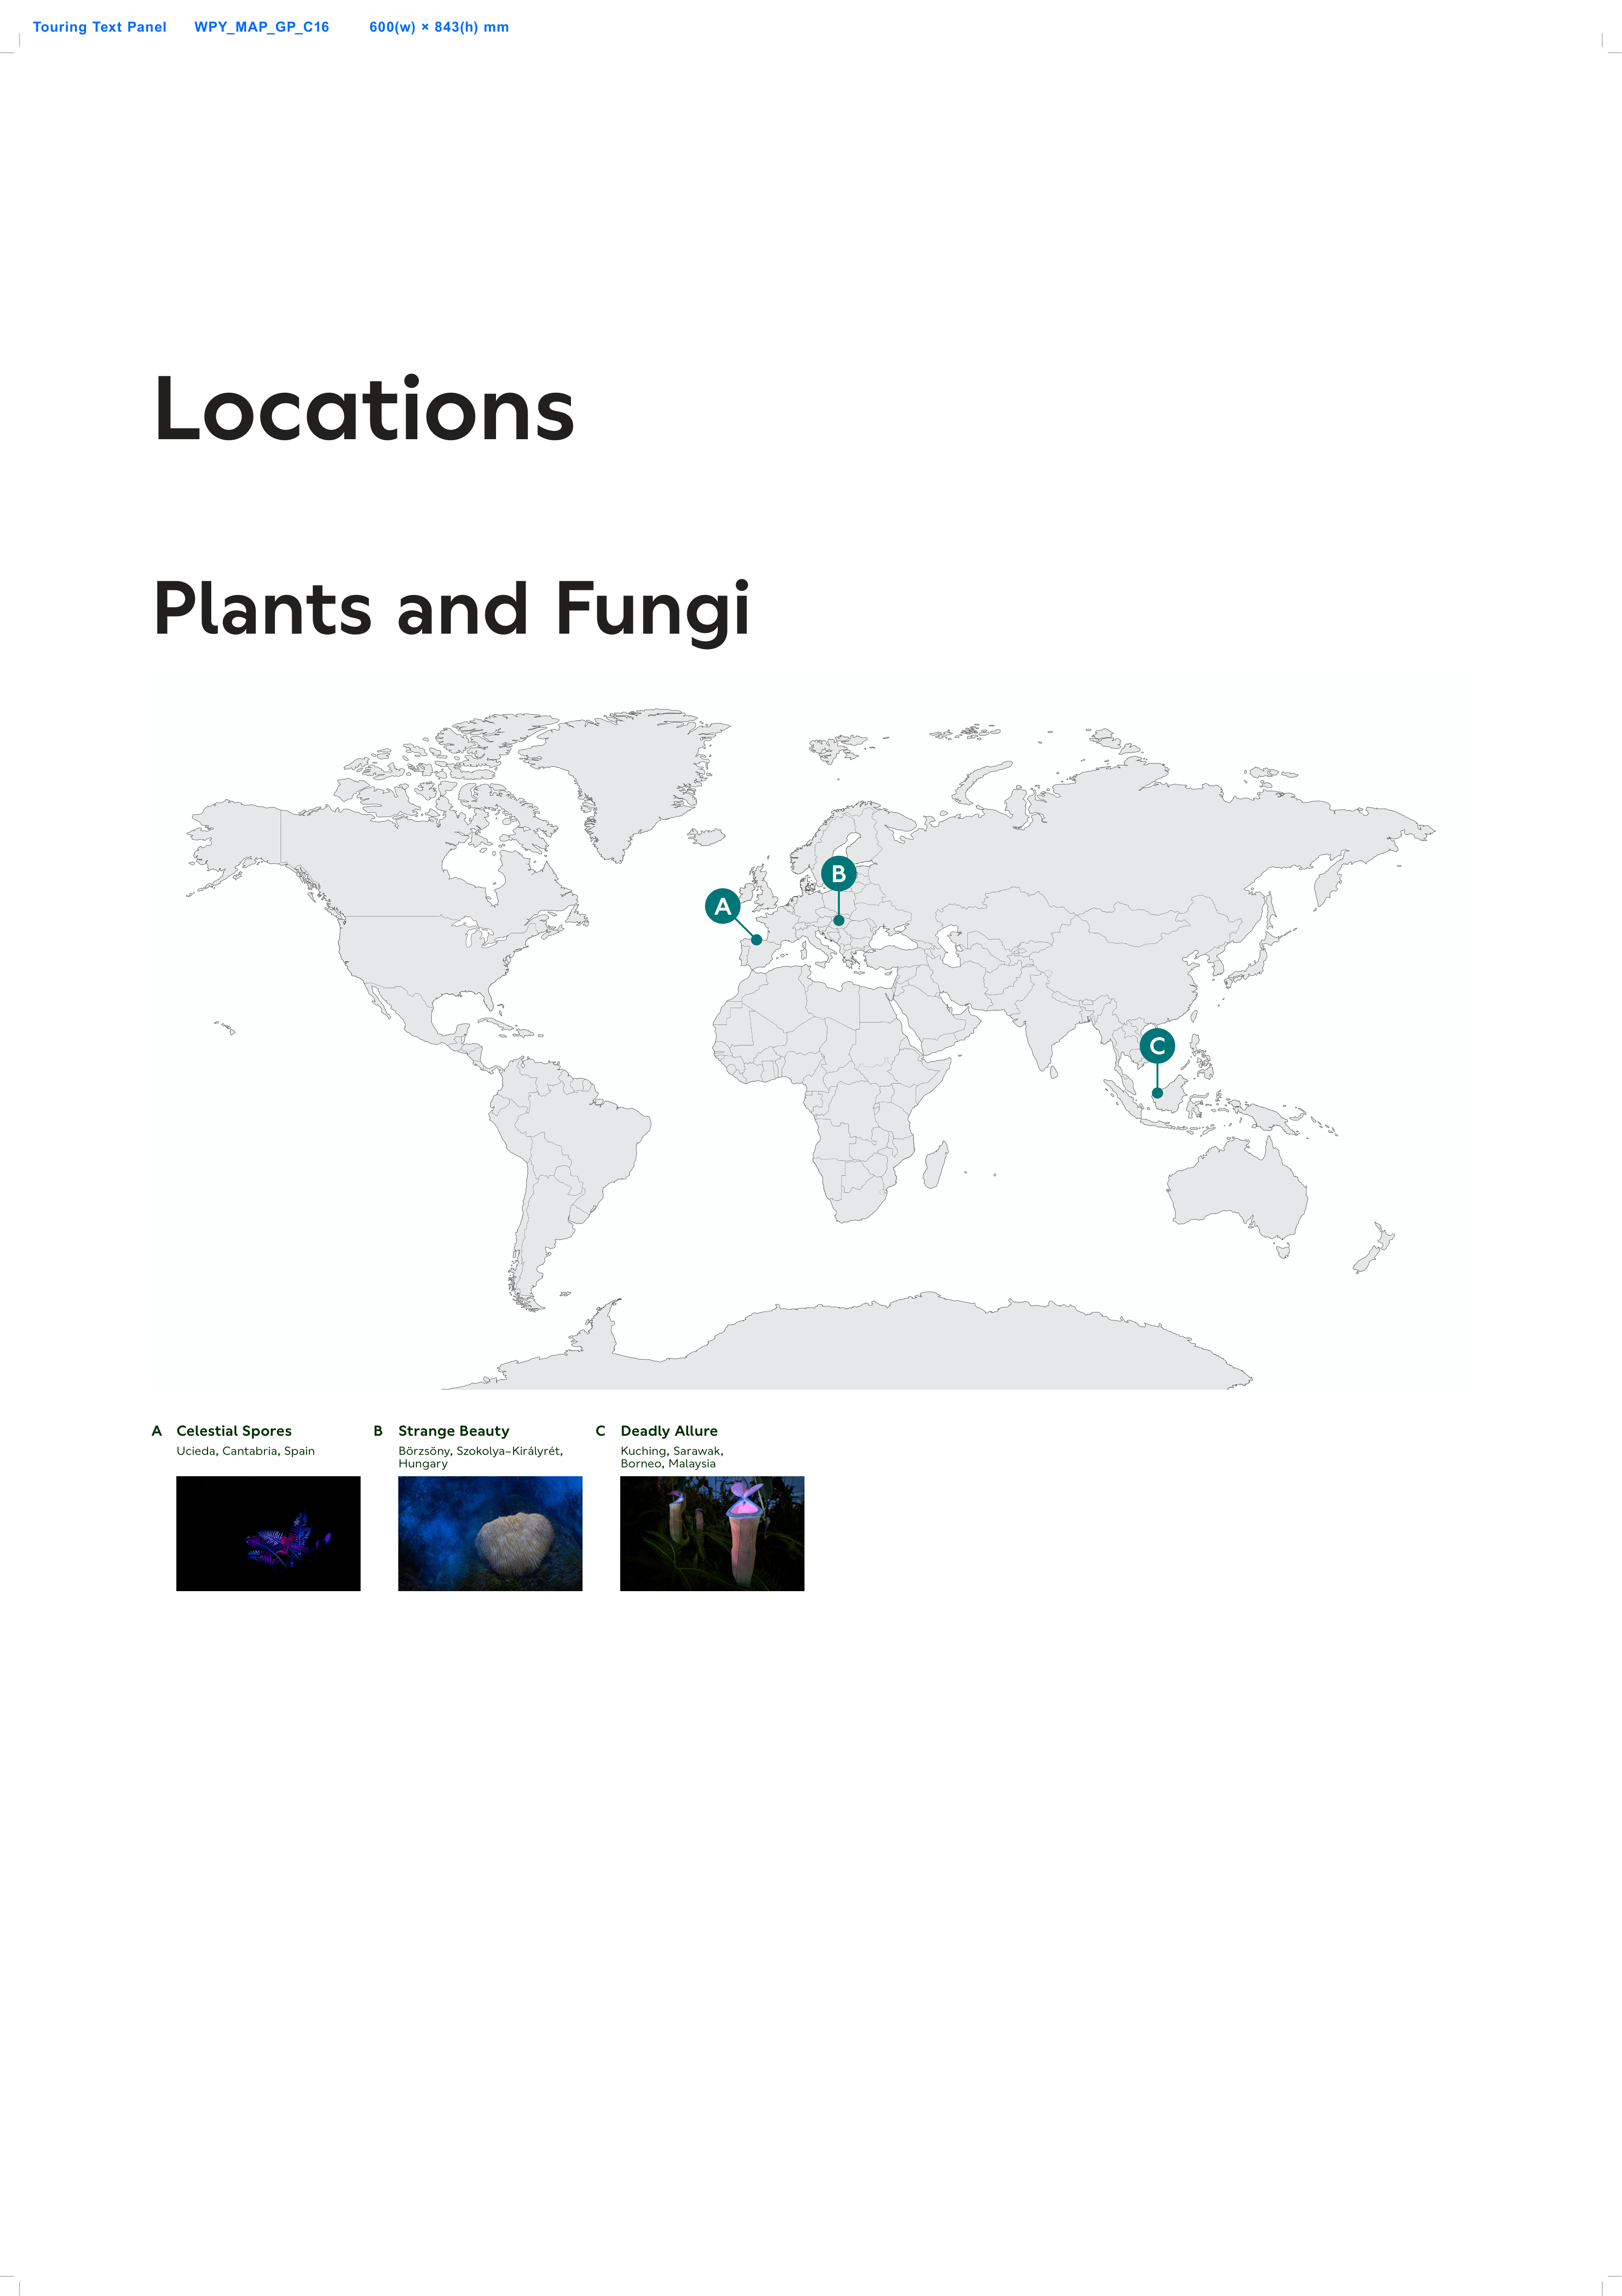 Touring Text Panel WPY_MAP_GP_C16 600(w) × 843(h) mm
Locations
Plants and Fungi
A
B
C
A Celestial Spores
Ucieda, Cantabria, Spain
B Strange Beauty
Börzsöny, Szokolya-Királyrét,
Hungary
C Deadly Allure
Kuching, Sarawak,
Borneo, Malaysia